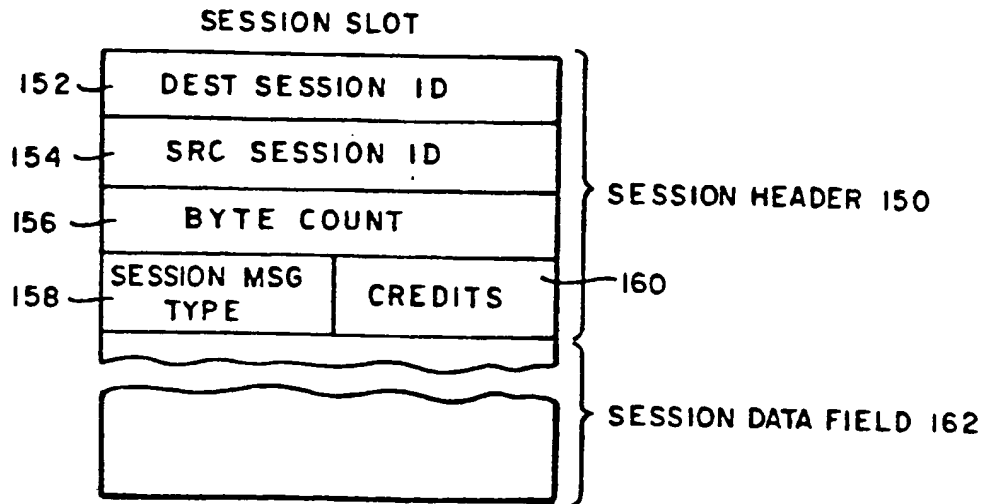 SESSION SLOT
152 DEST SESSION ID
154 SRC SESSION ID
SESSION HEADER 150
156 BYTE COUNT
158 SESSION MSG TYPE
CREDITS 160
SESSION DATA FIELD 162